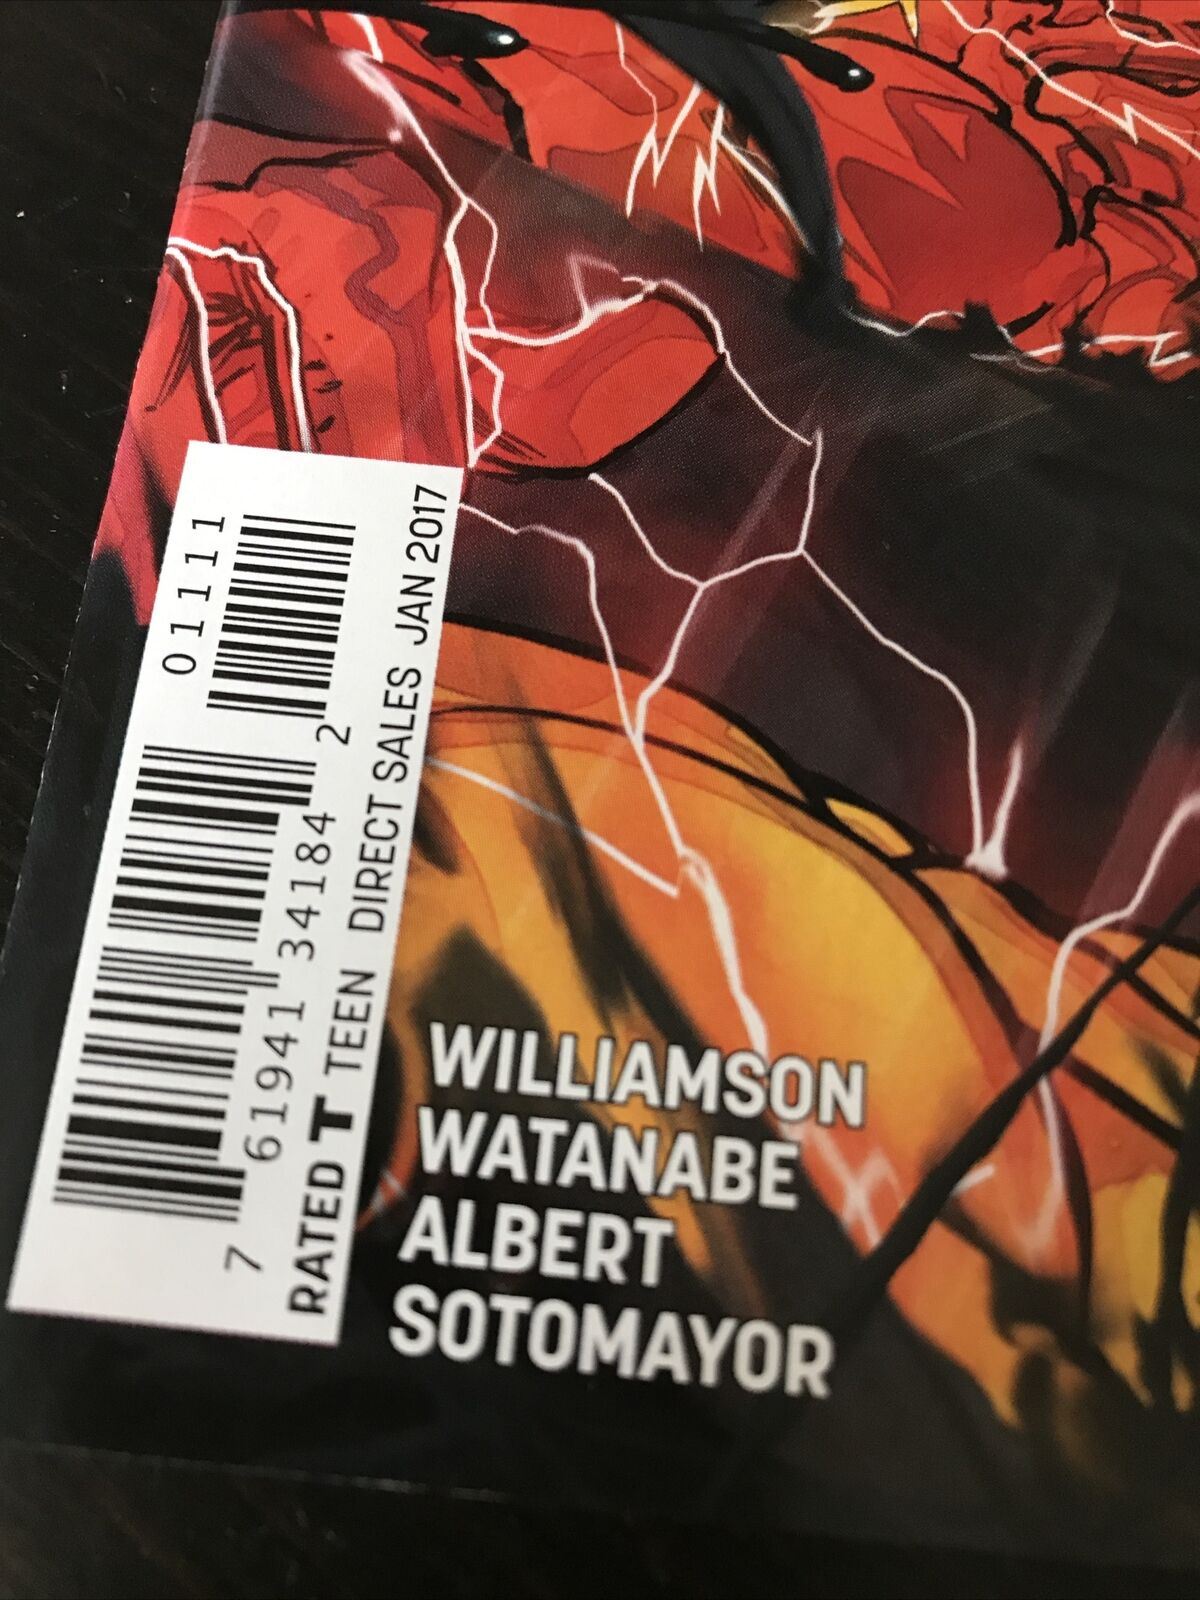 01111
7 61941 34184 2
RATED T TEEN DIRECT SALES JAN 2017
WILLIAMSON
WATANABE
ALBERT
SOTOMAYOR